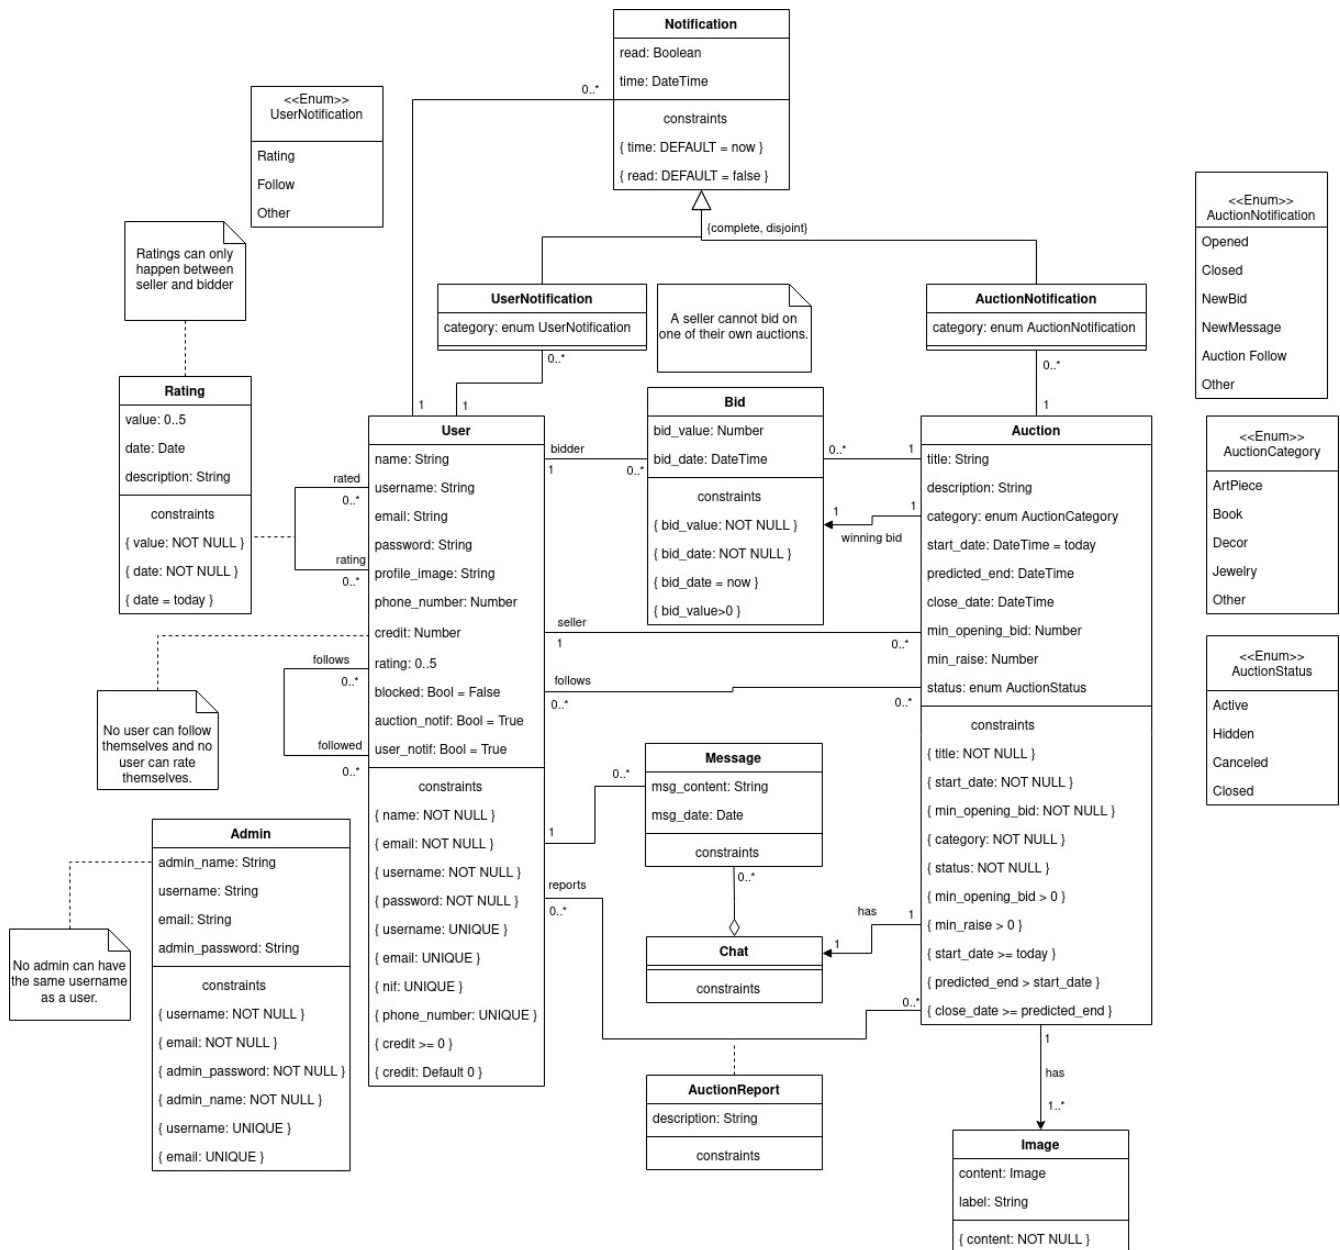 Notification
read: Boolean
time: DateTime
constraints
{ time: DEFAULT = now }
{ read: DEFAULT = false }
0..*
<<Enum>>
UserNotification
Rating
Follow
Other
{complete, disjoint}
<<Enum>>
AuctionNotification
Opened
Closed
NewBid
NewMessage
Auction Follow
Other
Ratings can only
happen between
seller and bidder
UserNotification
category: enum UserNotification
0..*
1
1
A seller cannot bid on
one of their own auctions.
AuctionNotification
category: enum AuctionNotification
0..*
1
Rating
value: 0..5
date: Date
description: String
constraints
{ value: NOT NULL }
{ date: NOT NULL }
{ date = today }
rated
0..*
rating
0..*
User
name: String
username: String
email: String
password: String
profile_image: String
phone_number: Number
credit: Number
rating: 0..5
blocked: Bool = False
auction_notif: Bool = True
user_notif: Bool = True
constraints
{ name: NOT NULL }
{ email: NOT NULL }
{ username: NOT NULL }
{ password: NOT NULL }
{ username: UNIQUE }
{ email: UNIQUE }
{ nif: UNIQUE }
{ phone_number: UNIQUE }
{ credit >= 0 }
{ credit: Default 0 }
bidder
1
0..*
Bid
bid_value: Number
bid_date: DateTime
constraints
{ bid_value: NOT NULL }
{ bid_date: NOT NULL }
{ bid_date = now }
{ bid_value>0 }
0..*
1
1
1
winning bid
seller
1
0..*
follows
0..*
0..*
Auction
title: String
description: String
category: enum AuctionCategory
start_date: DateTime = today
predicted_end: DateTime
close_date: DateTime
min_opening_bid: Number
min_raise: Number
status: enum AuctionStatus
constraints
{ title: NOT NULL }
{ start_date: NOT NULL }
{ min_opening_bid: NOT NULL }
{ category: NOT NULL }
{ status: NOT NULL }
{ min_opening_bid > 0 }
{ min_raise > 0 }
{ start_date >= today }
{ predicted_end > start_date }
{ close_date >= predicted_end }
<<Enum>>
AuctionCategory
ArtPiece
Book
Decor
Jewelry
Other
<<Enum>>
AuctionStatus
Active
Hidden
Canceled
Closed
follows
0..*
followed
0..*
No user can follow
themselves and no
user can rate
themselves.
Message
msg_content: String
msg_date: Date
constraints
0..*
1
0..*
Chat
constraints
has
1
1
Admin
admin_name: String
username: String
email: String
admin_password: String
constraints
{ username: NOT NULL }
{ email: NOT NULL }
{ admin_password: NOT NULL }
{ admin_name: NOT NULL }
{ username: UNIQUE }
{ email: UNIQUE }
No admin can have
the same username
as a user.
reports
0..*
0..*
AuctionReport
description: String
constraints
1
has
1..*
Image
content: Image
label: String
{ content: NOT NULL }